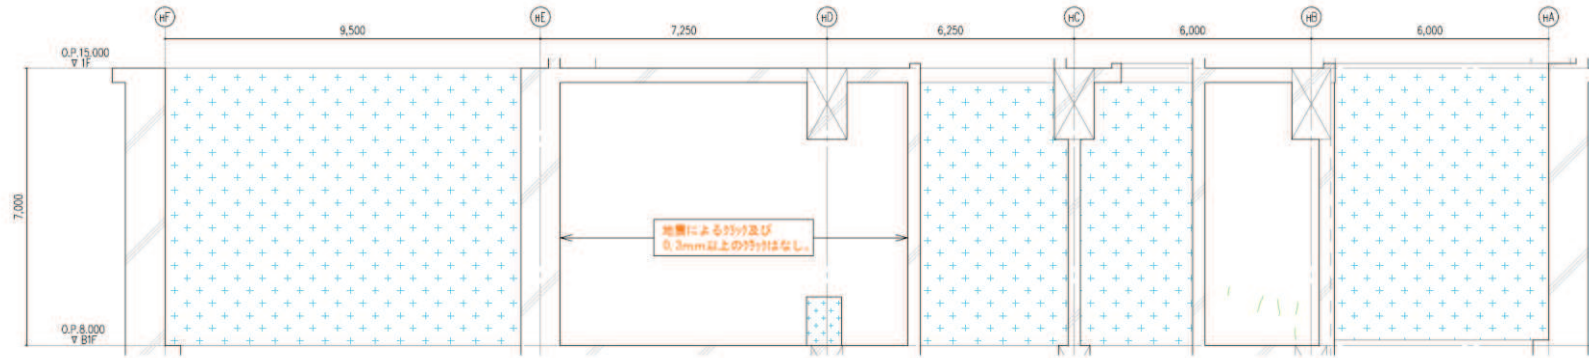 HF HE HD HC HB HA
9,500 7,250 6,250 6,000 6,000
O.P.15,000
▽ 1F
7,000
地震によるクラック及び
0.3mm以上のクラックはなし。
O.P.8,000
▽ B1F